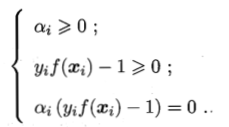 αᵢ ⩾ 0 ;
yᵢf(𝒙ᵢ) − 1 ⩾ 0 ;
αᵢ (yᵢf(𝒙ᵢ) − 1) = 0 ..